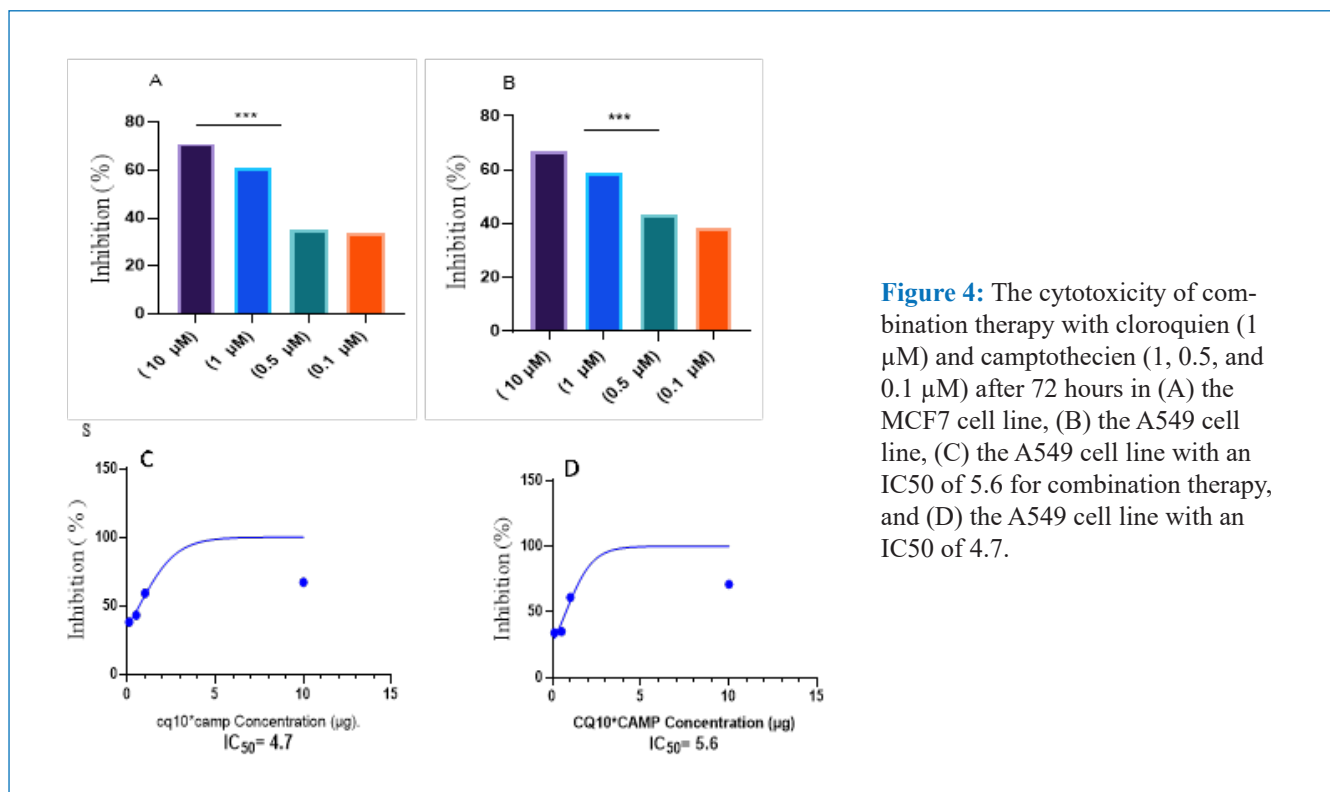 A
***
80
60
40
20
0
Inhibition (%)
( 10 µM)
(1 µM)
(0.5 µM)
(0.1 µM)
B
***
80
60
40
20
0
Inhibition (%)
( 10 µM)
(1 µM)
(0.5 µM)
(0.1 µM)
s
C
150
100
50
0
Inhibition ( % )
0
5
10
15
cq10*camp Concentration (µg).
IC50= 4.7
D
150
100
50
0
Inhibition (%)
0
5
10
15
CQ10*CAMP Concentration (µg)
IC50= 5.6
Figure 4: The cytotoxicity of com-
bination therapy with cloroquien (1
µM) and camptothecien (1, 0.5, and
0.1 µM) after 72 hours in (A) the
MCF7 cell line, (B) the A549 cell
line, (C) the A549 cell line with an
IC50 of 5.6 for combination therapy,
and (D) the A549 cell line with an
IC50 of 4.7.